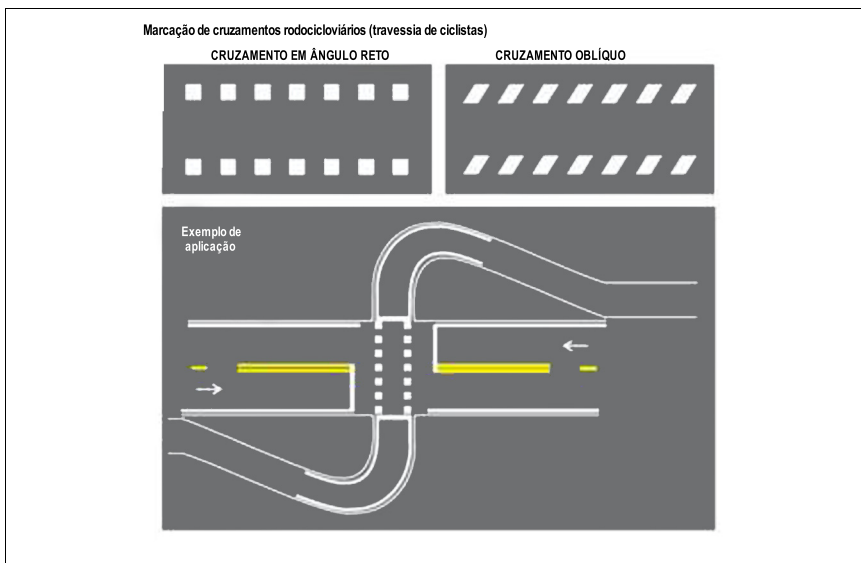 Marcação de cruzamentos rodocicloviários (travessia de ciclistas)
CRUZAMENTO EM ÂNGULO RETO
CRUZAMENTO OBLÍQUO
Exemplo de
aplicação